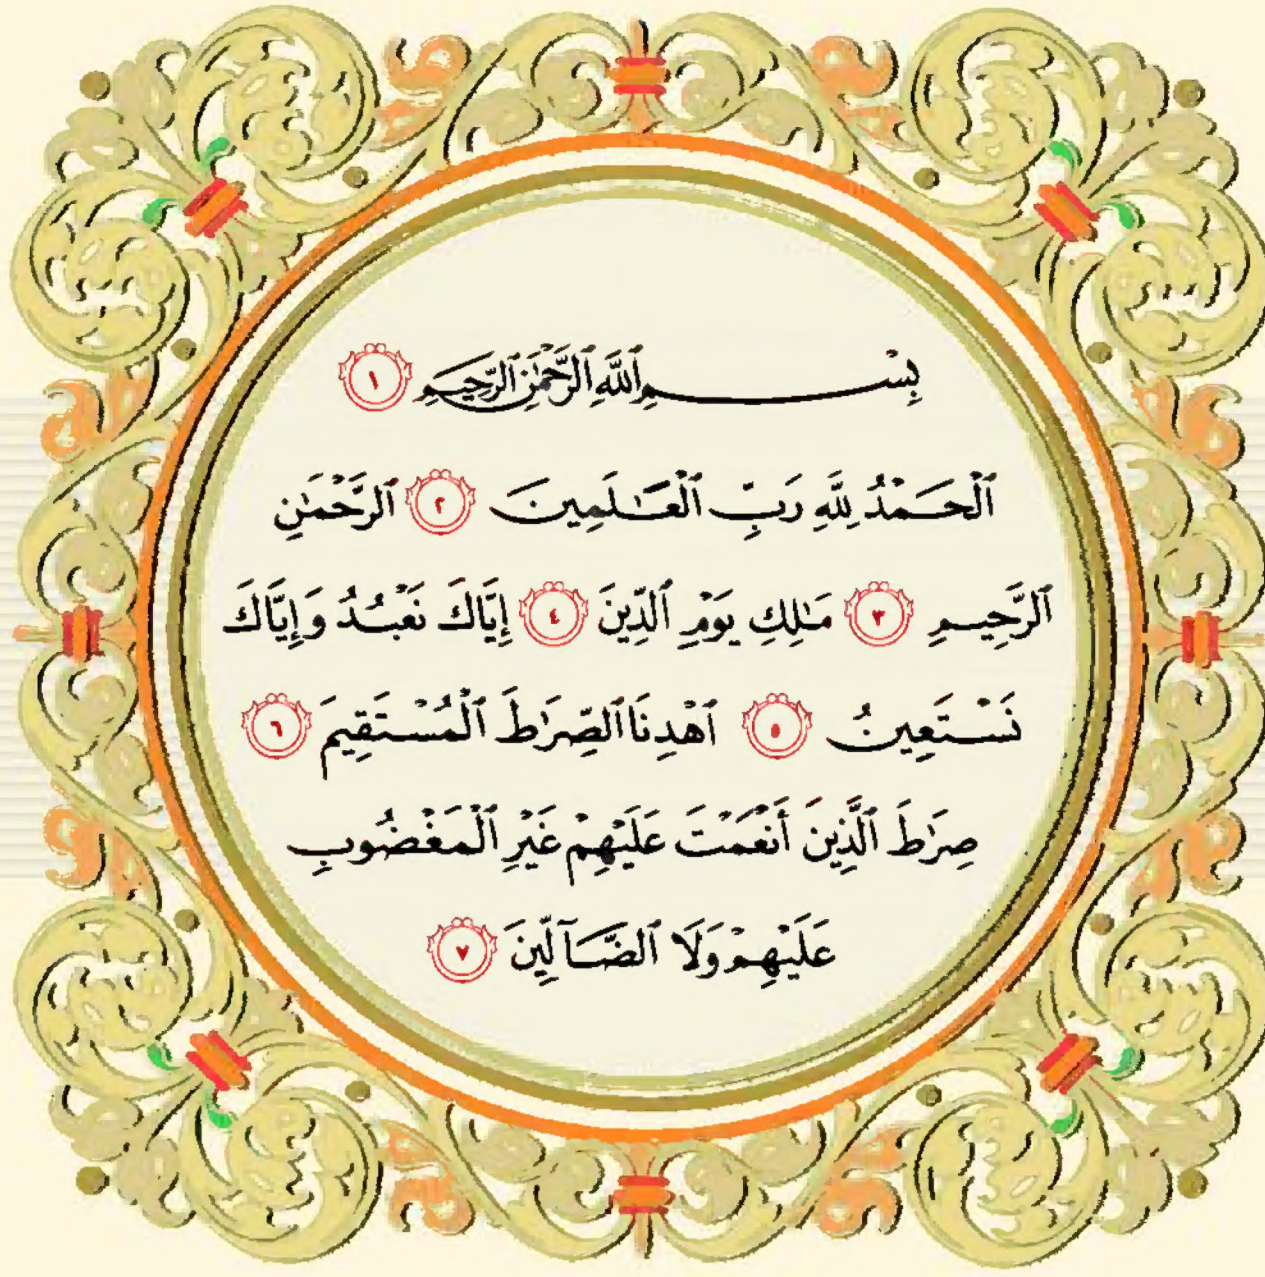 بِسْمِ ٱللَّهِ ٱلرَّحْمَٰنِ ٱلرَّحِيمِ ١
ٱلْحَمْدُ لِلَّهِ رَبِّ ٱلْعَٰلَمِينَ ٢ ٱلرَّحْمَٰنِ
ٱلرَّحِيمِ ٣ مَٰلِكِ يَوْمِ ٱلدِّينِ ٤ إِيَّاكَ نَعْبُدُ وَإِيَّاكَ
نَسْتَعِينُ ٥ ٱهْدِنَا ٱلصِّرَٰطَ ٱلْمُسْتَقِيمَ ٦
صِرَٰطَ ٱلَّذِينَ أَنْعَمْتَ عَلَيْهِمْ غَيْرِ ٱلْمَغْضُوبِ
عَلَيْهِمْ وَلَا ٱلضَّآلِّينَ ٧